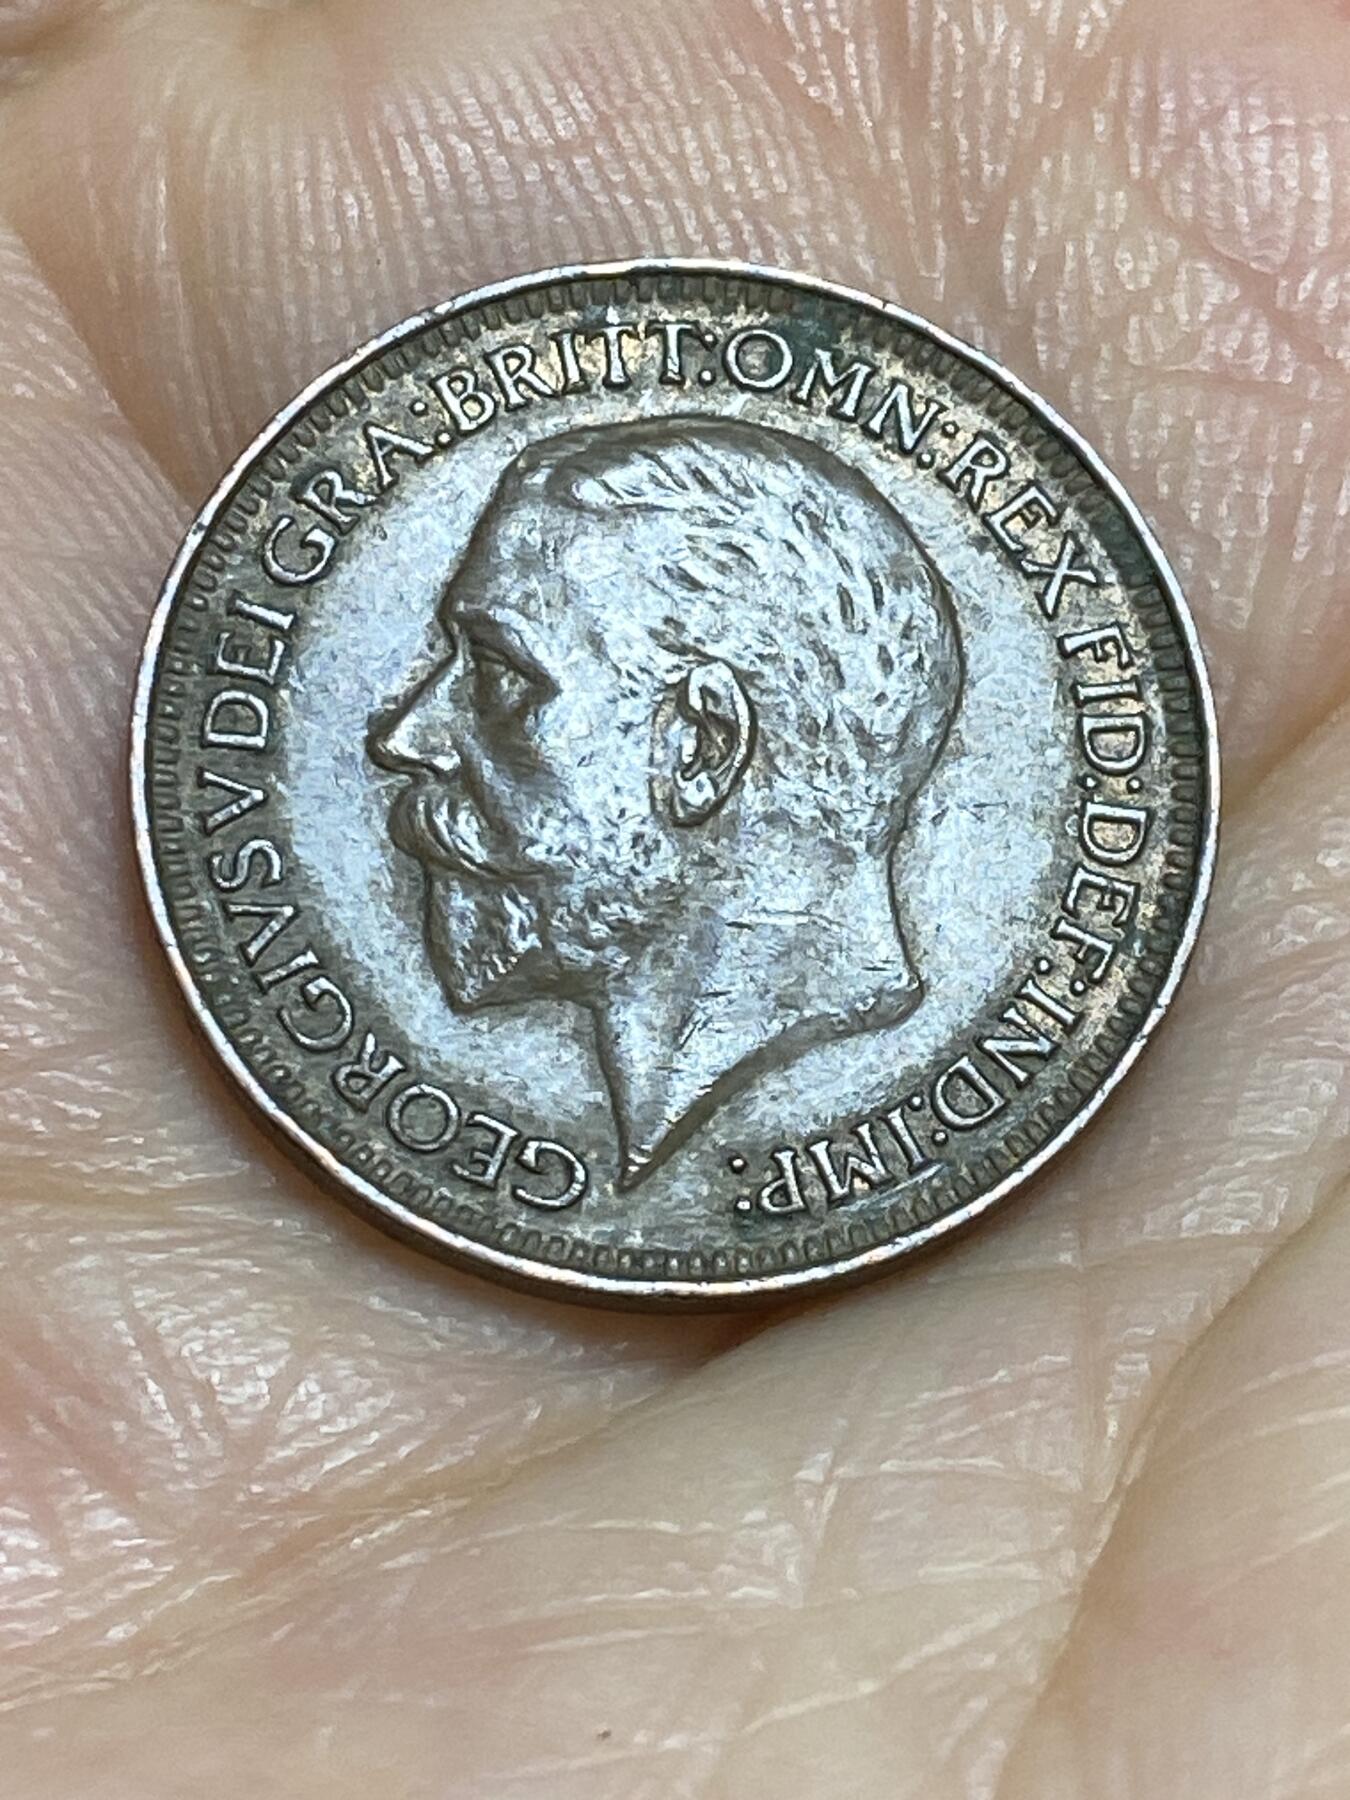 GEORGIVS V DEI GRA: BRITT: OMN: REX FID: DEF: IND: IMP: